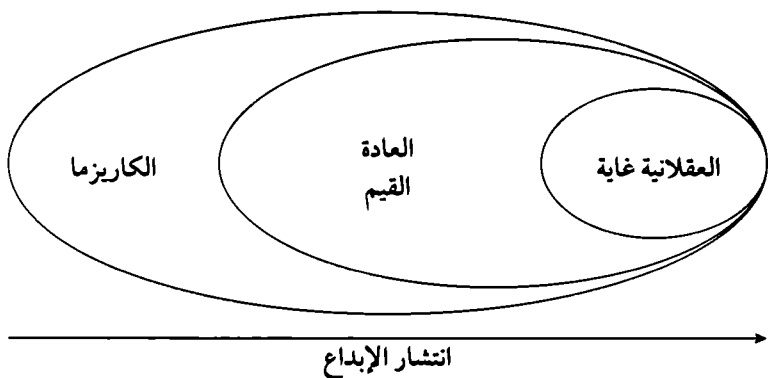 العقلانية غاية
العادة
القيم
الكاريزما
انتشار الإبداع